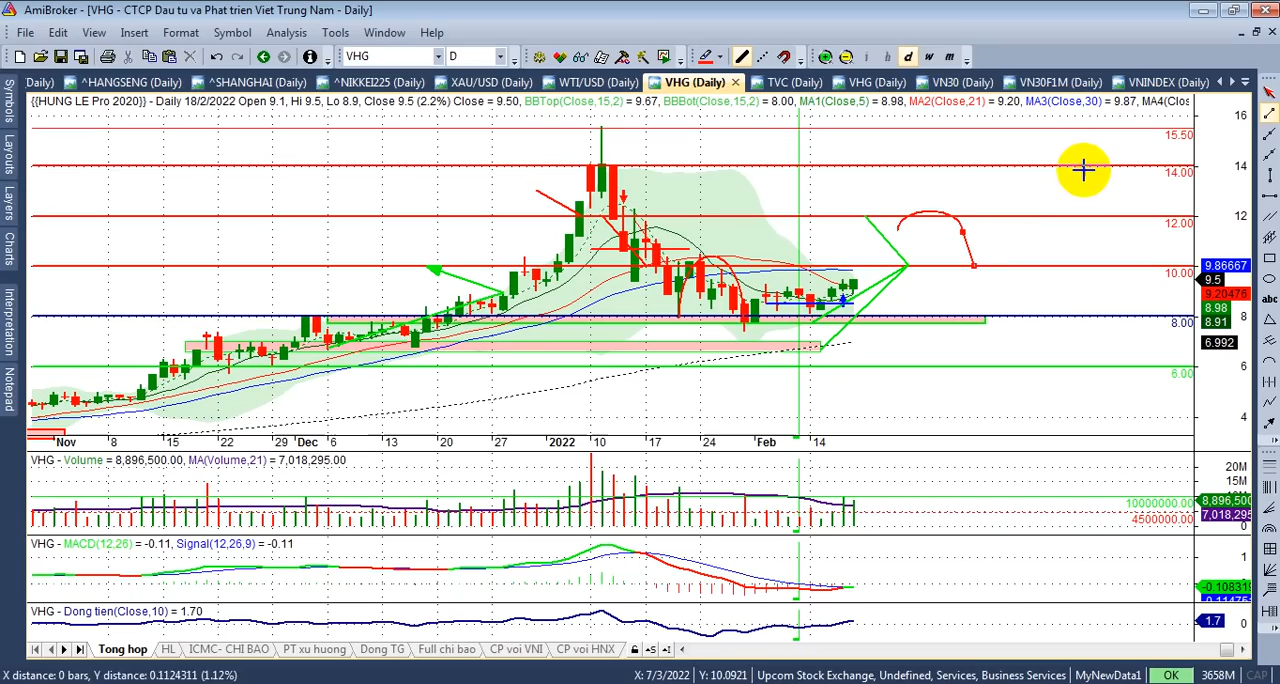 AmiBroker - [VHG - CTCP Dau tu va Phat trien Viet Trung Nam - Daily]
File Edit View Insert Format Symbol Analysis Tools Window Help
VHG D i h d w m
Daily) ^HANGSENG (Daily) ^SHANGHAI (Daily) ^NIKKEI225 (Daily) XAU/USD (Daily) WTI/USD (Daily) VHG (Daily) TVC (Daily) VHG (Daily) VN30 (Daily) VN30F1M (Daily) VNINDEX (Daily)
{{HUNG LE Pro 2020}} - Daily 18/2/2022 Open 9.1, Hi 9.5, Lo 8.9, Close 9.5 (2.2%) Close = 9.50, BBTop(Close,15,2) = 9.67, BBBot(Close,15,2) = 8.00, MA1(Close,5) = 8.98, MA2(Close,21) = 9.20, MA3(Close,30) = 9.87, MA4(Clos
Symbols
Layouts
Layers
Charts
Interpretation
Notepad
abc
16
15.50
14
14.00
12
12.00
9.86667
10.00
9.5
9.20476
8.98
8
8.91
8.00
6.992
6
6.00
4
Nov 8 15 22 29 Dec 6 13 20 27 2022 10 17 24 Feb 14
VHG - Volume = 8,896,500.00, MA(Volume,21) = 7,018,295.00
20M
15M
8,896,500
10000000.00
7,018,295
4500000.00
0
VHG - MACD(12,26) = -0.11, Signal(12,26,9) = -0.11
1
-0.108319
VHG - Dong tien(Close,10) = 1.70
1.7
0
Tong hop HL ICMC- CHI BAO PT xu huong Dong TG Full chi bao CP voi VNI CP voi HNX
X distance: 0 bars, Y distance: 0.1124311 (1.12%) X: 7/3/2022 Y: 10.0921 Upcom Stock Exchange, Undefined, Services, Business Services MyNewData1 OK 3658M CAP